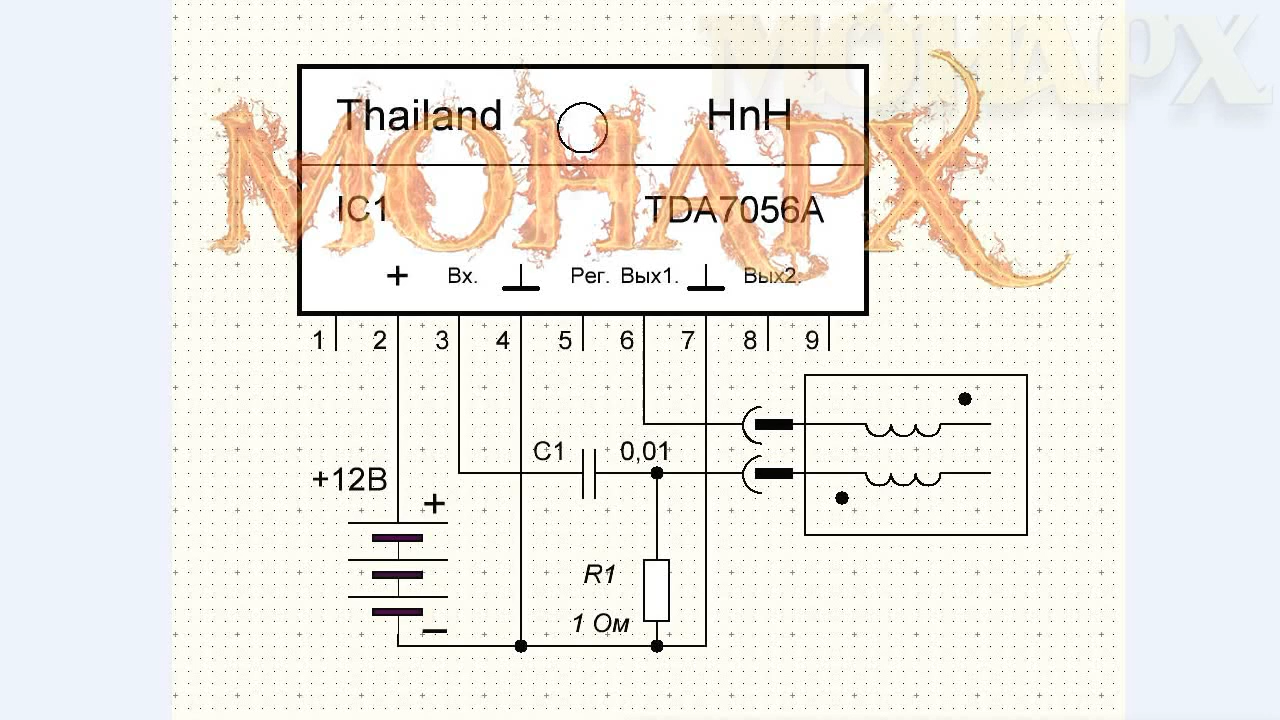 МОНАРХ
Thailand HnH
МОНАРХ
IC1 TDA7056A
+ Вх. Рег. Вых1. Вых2.
1 2 3 4 5 6 7 8 9
C1 0,01
+12В
+
R1
1 Ом
−